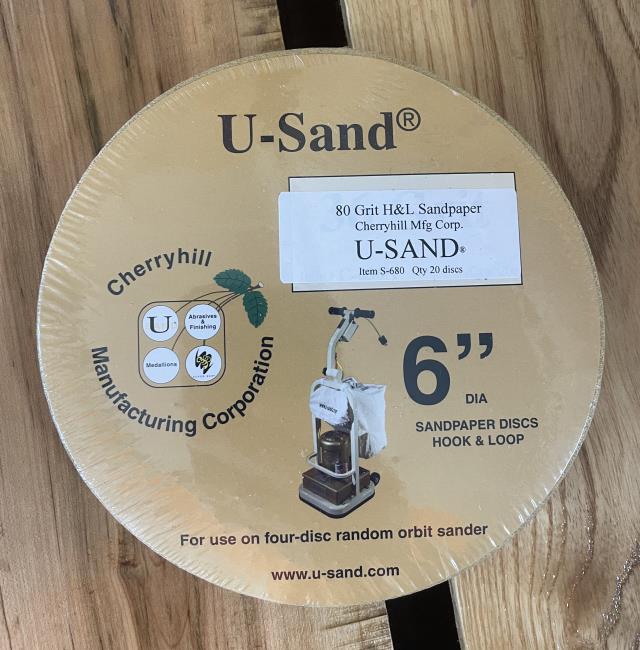 U-Sand®
80 Grit H&L Sandpaper
Cherryhill Mfg Corp.
U-SAND®
Item S-680 Qty 20 discs
Cherryhill
U
Abrasives
&
Finishing
Medallions
Manufacturing Corporation
6”
DIA
SANDPAPER DISCS
HOOK & LOOP
For use on four-disc random orbit sander
www.u-sand.com